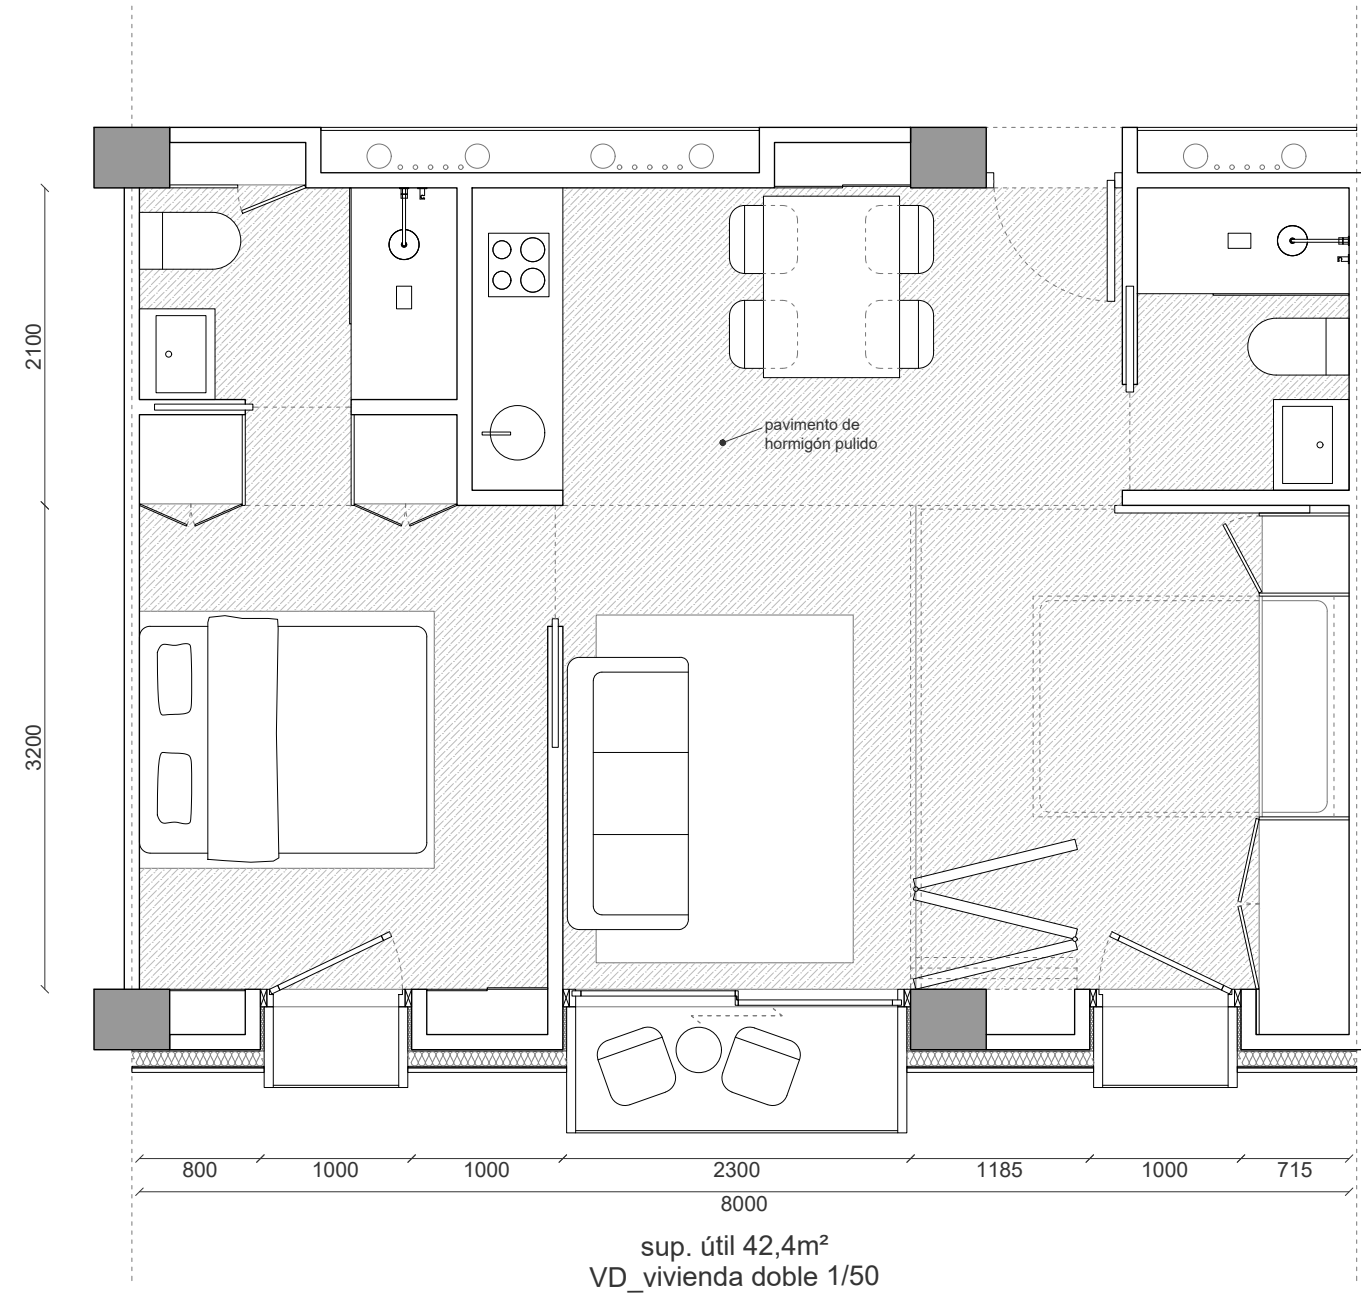 2100
pavimento de
hormigón pulido
3200
800 1000 1000 2300 1185 1000 715
8000
sup. útil 42,4m²
VD_vivienda doble 1/50